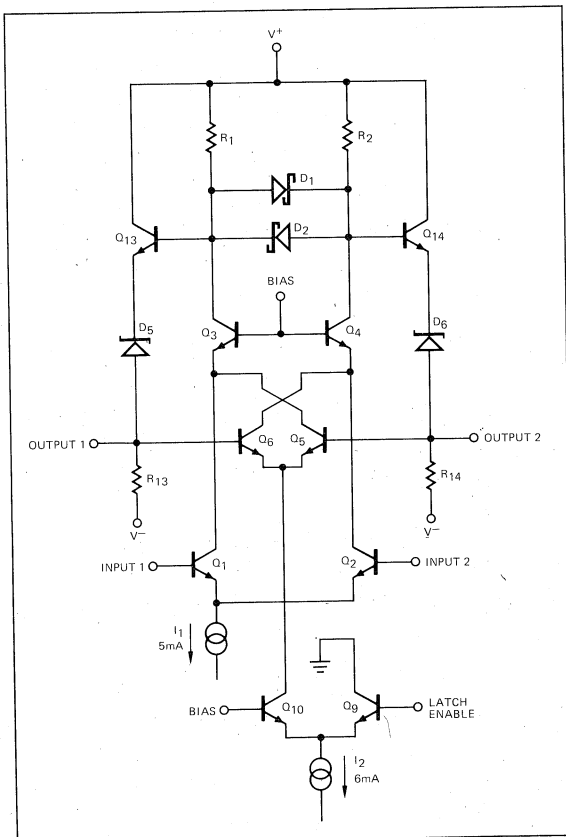 V+
R1
R2
D1
D2
Q13
Q14
BIAS
D5
Q3
Q4
D6
OUTPUT 1
Q6
Q5
OUTPUT 2
R13
R14
V−
V−
INPUT 1
Q1
Q2
INPUT 2
I1
5mA
BIAS
Q10
Q9
LATCH
ENABLE
I2
6mA